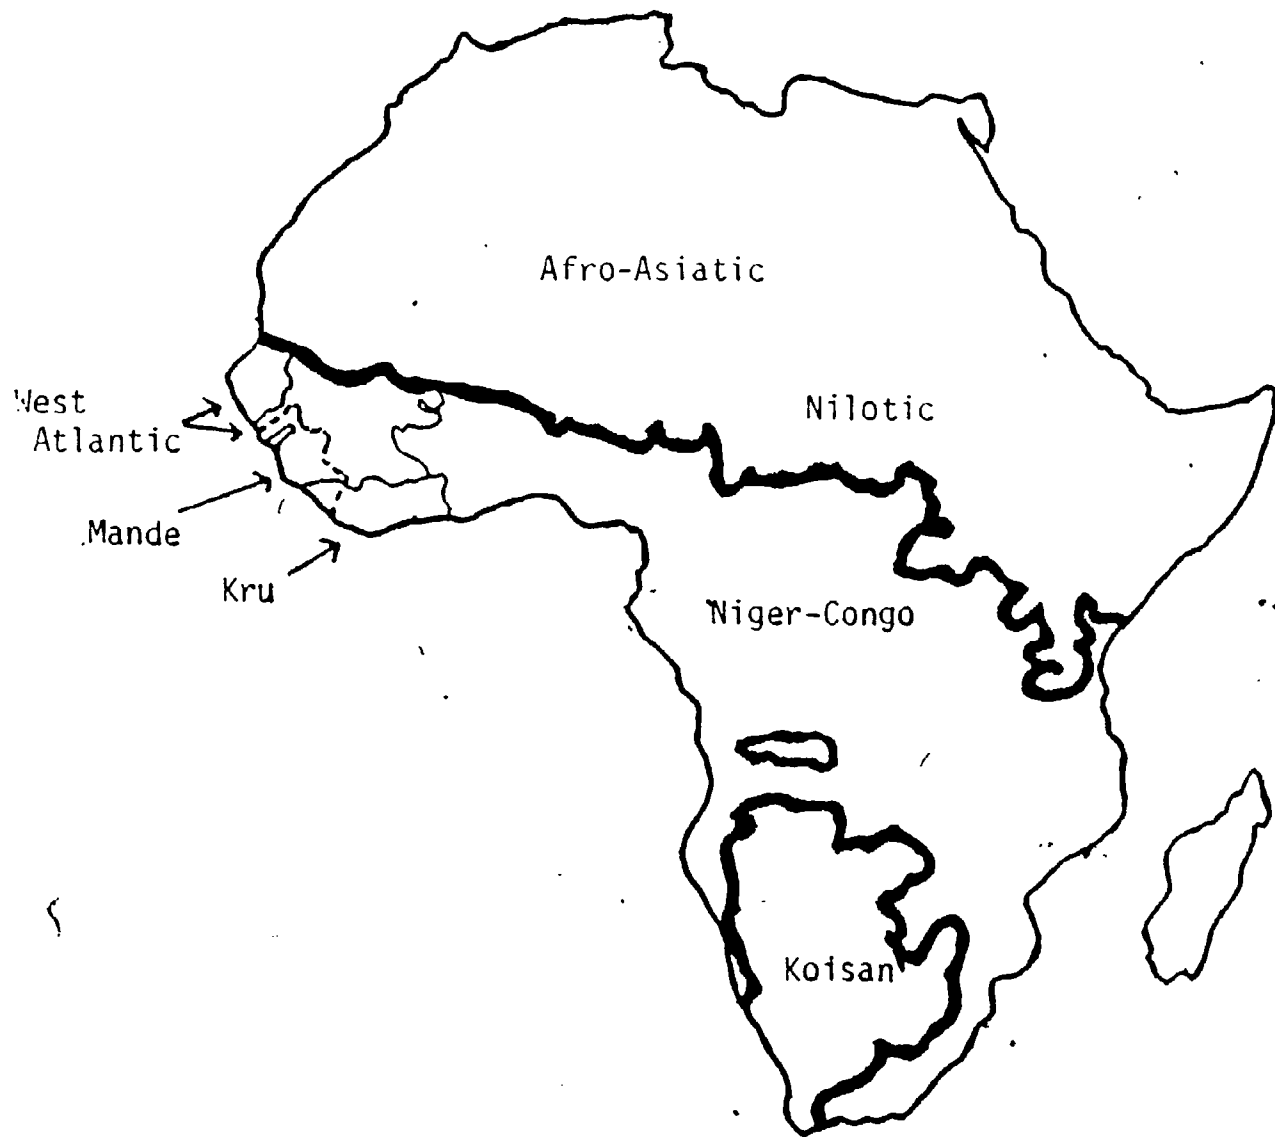 Afro-Asiatic
Nilotic
West
Atlantic
Mande
Kru
Niger-Congo
Koisan